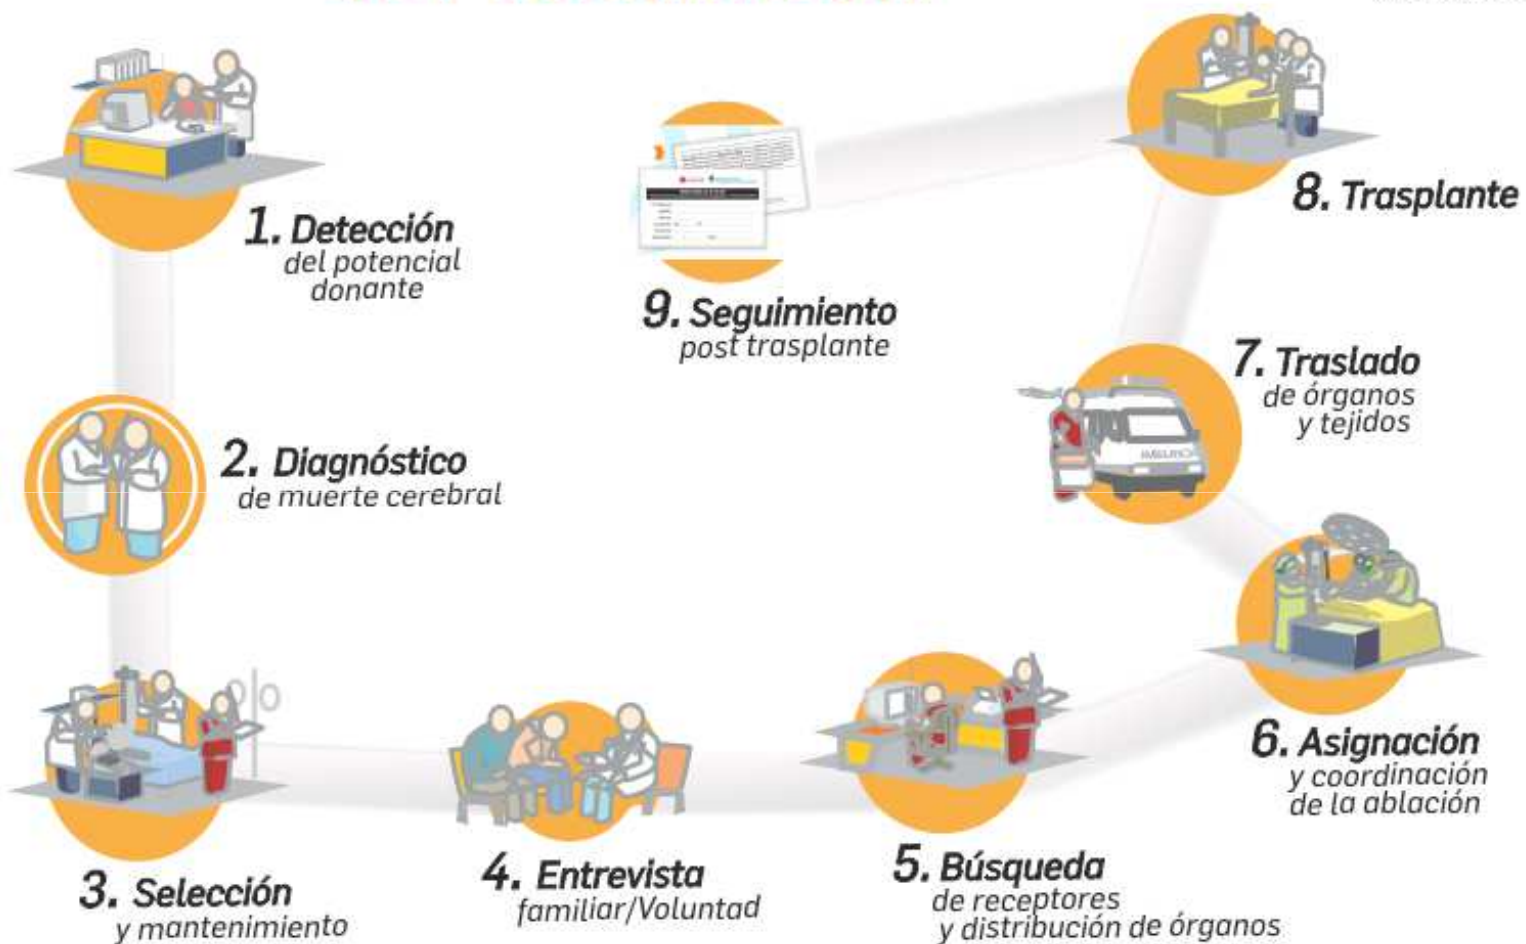 1. Detección
del potencial
donante
2. Diagnóstico
de muerte cerebral
3. Selección
y mantenimiento
4. Entrevista
familiar/Voluntad
5. Búsqueda
de receptores
y distribución de órganos
6. Asignación
y coordinación
de la ablación
7. Traslado
de órganos
y tejidos
AMBULANCIA
8. Trasplante
9. Seguimiento
post trasplante